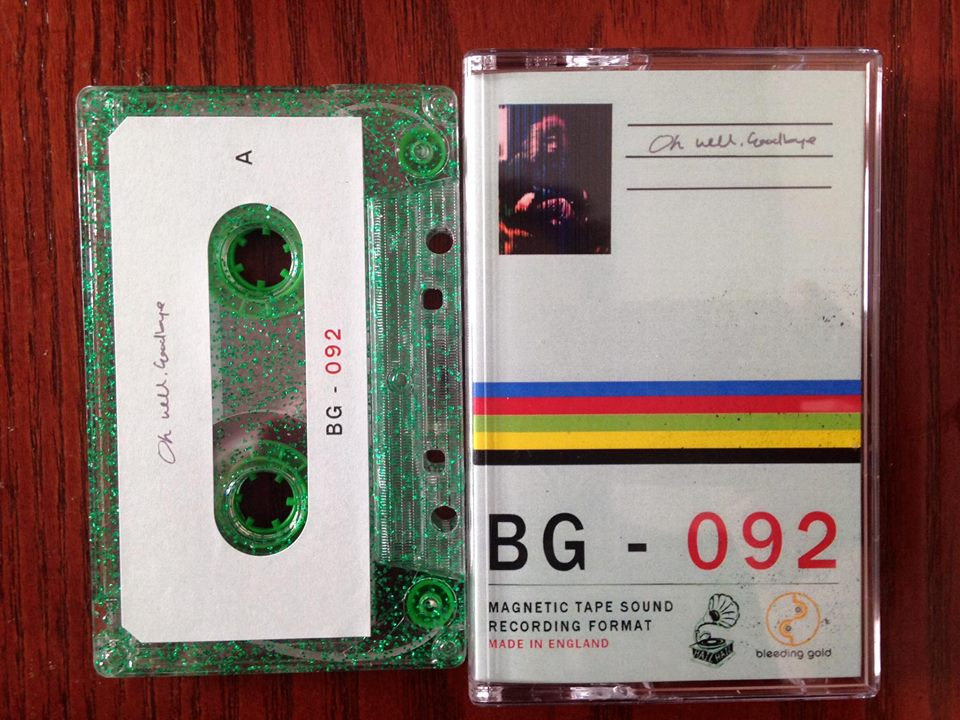 A
Oh well, Goodbye
BG - 092
Oh well, Goodbye
BG - 092
MAGNETIC TAPE SOUND
RECORDING FORMAT
MADE IN ENGLAND
bleeding gold